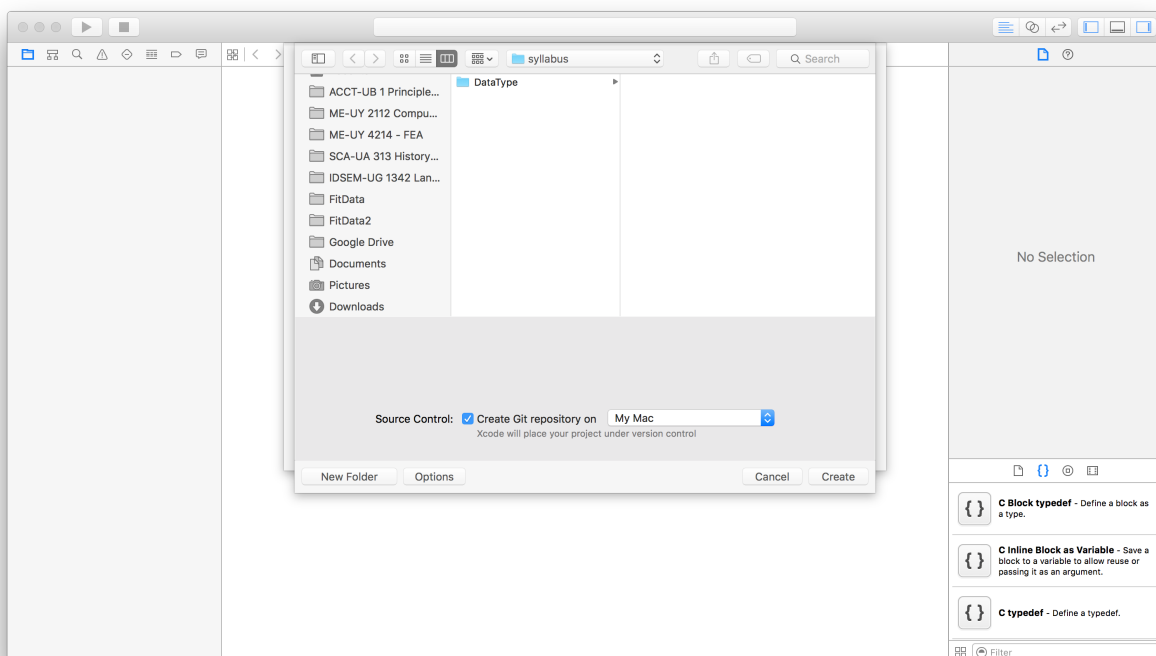 syllabus
Search
ACCT-UB 1 Principle...
ME-UY 2112 Compu...
ME-UY 4214 - FEA
SCA-UA 313 History...
IDSEM-UG 1342 Lan...
FitData
FitData2
Google Drive
Documents
Pictures
Downloads
DataType
Source Control:
Create Git repository on
My Mac
Xcode will place your project under version control
New Folder
Options
Cancel
Create
No Selection
C Block typedef - Define a block as
a type.
C Inline Block as Variable - Save a
block to a variable to allow reuse or
passing it as an argument.
C typedef - Define a typedef.
Filter